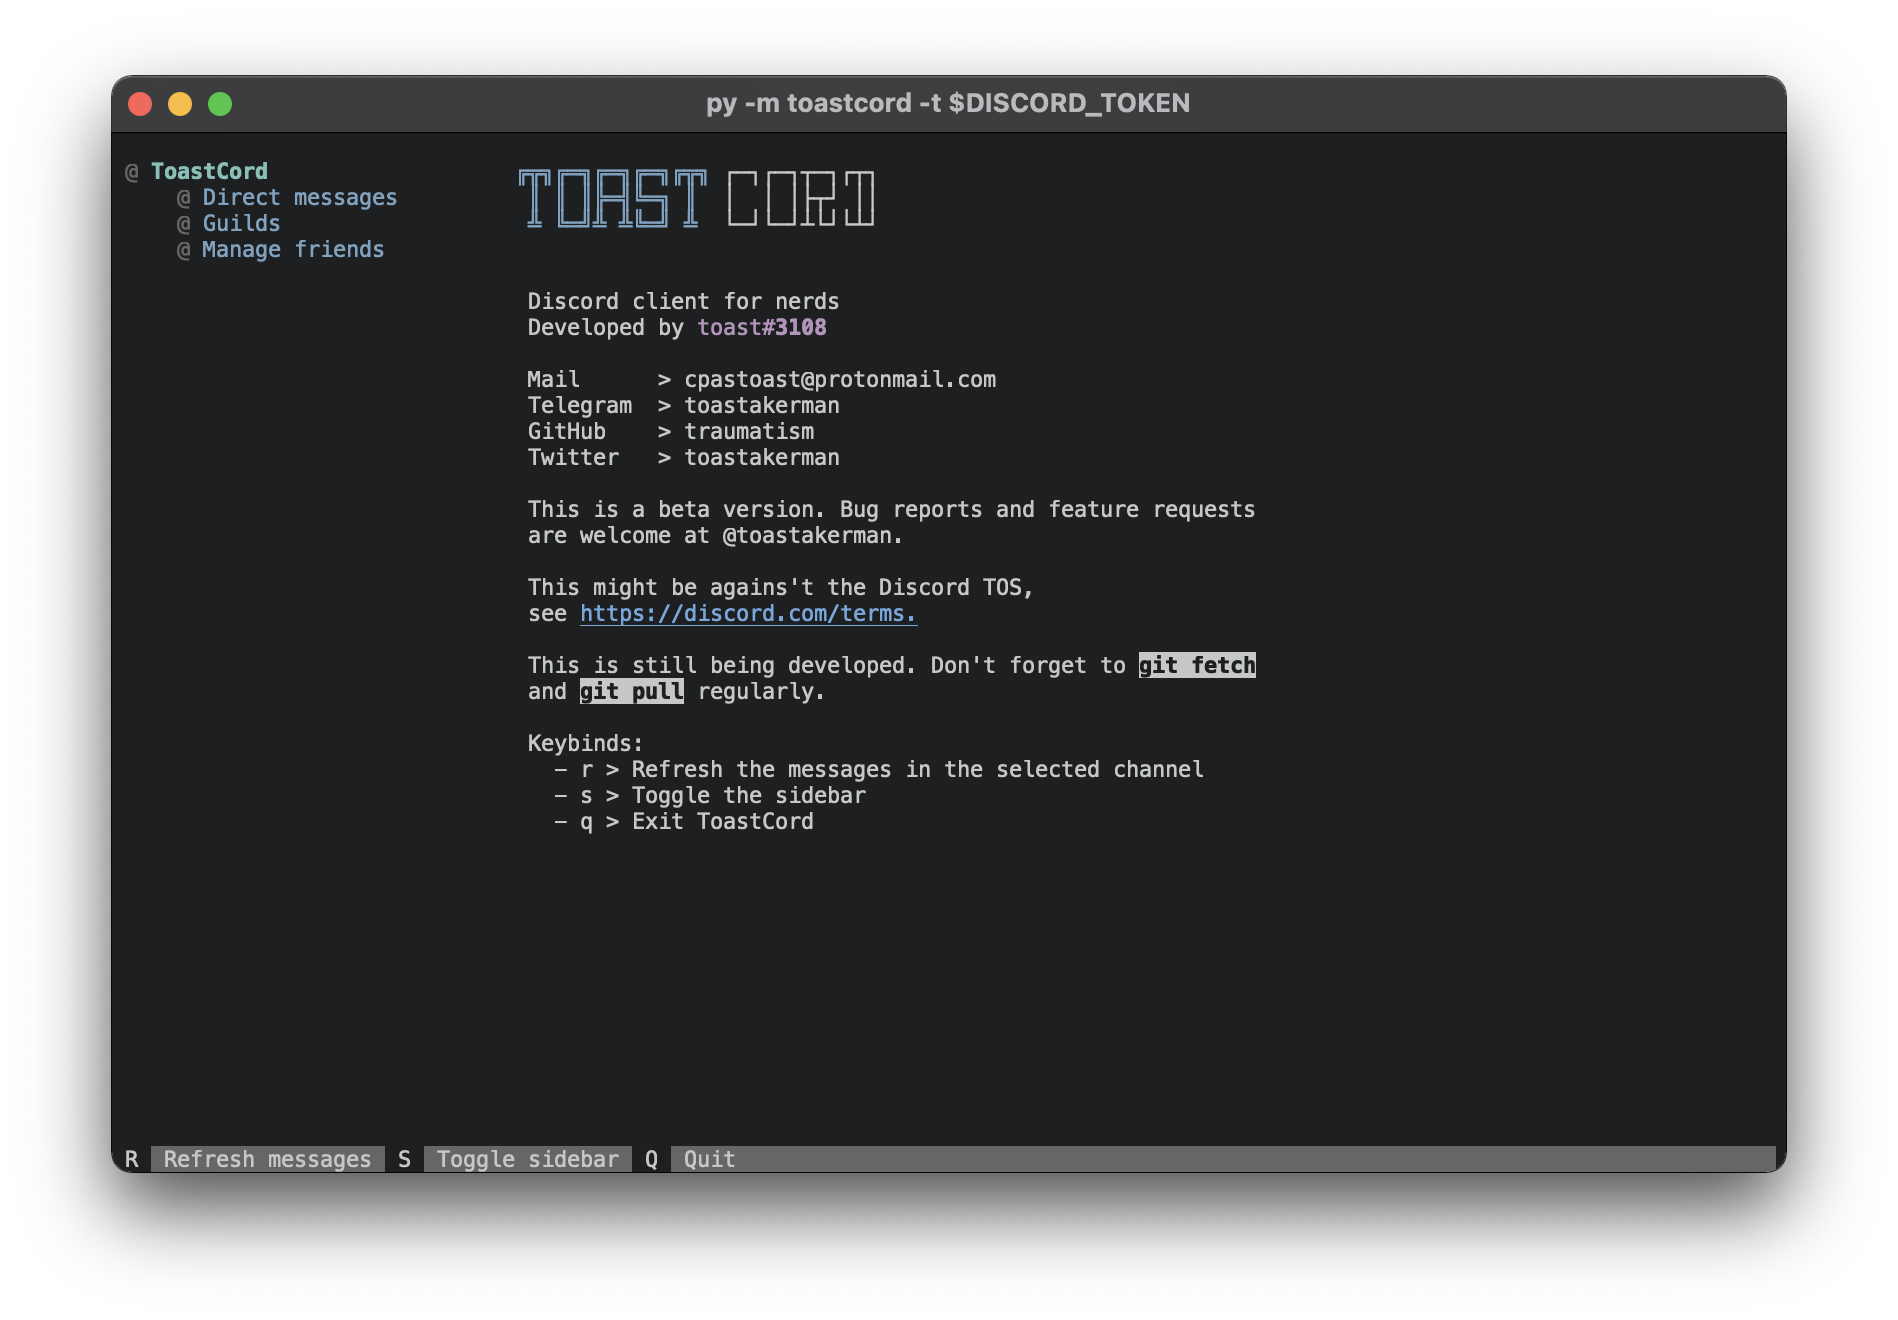 py -m toastcord -t $DISCORD_TOKEN
@ ToastCord
@ Direct messages
@ Guilds
@ Manage friends
TOAST CORD
Discord client for nerds
Developed by toast#3108
Mail > cpastoast@protonmail.com
Telegram > toastakerman
GitHub > traumatism
Twitter > toastakerman
This is a beta version. Bug reports and feature requests
are welcome at @toastakerman.
This might be agains't the Discord TOS,
see https://discord.com/terms.
This is still being developed. Don't forget to git fetch
and git pull regularly.
Keybinds:
– r > Refresh the messages in the selected channel
– s > Toggle the sidebar
– q > Exit ToastCord
R Refresh messages S Toggle sidebar Q Quit